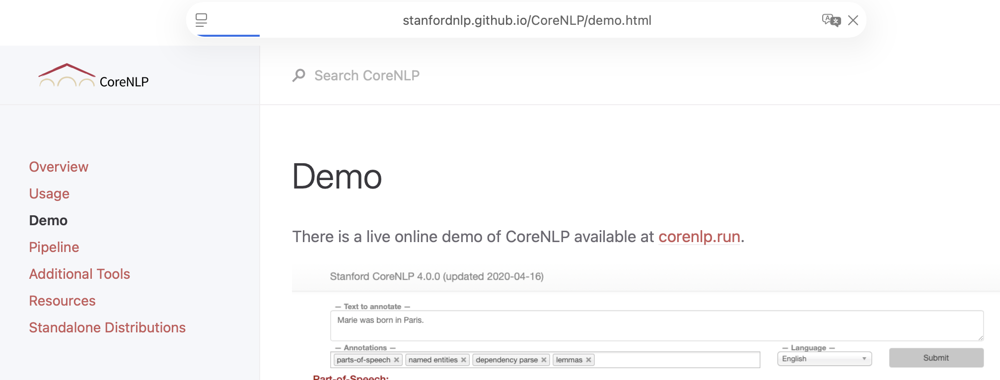 stanfordnlp.github.io/CoreNLP/demo.html
CoreNLP
Search CoreNLP
Overview
Usage
Demo
Pipeline
Additional Tools
Resources
Standalone Distributions
Demo
There is a live online demo of CoreNLP available at corenlp.run.
Stanford CoreNLP 4.0.0 (updated 2020-04-16)
— Text to annotate —
Marie was born in Paris.
— Annotations —
parts-of-speech × named entities × dependency parse × lemmas ×
— Language —
English
Submit
Part-of-Speech: